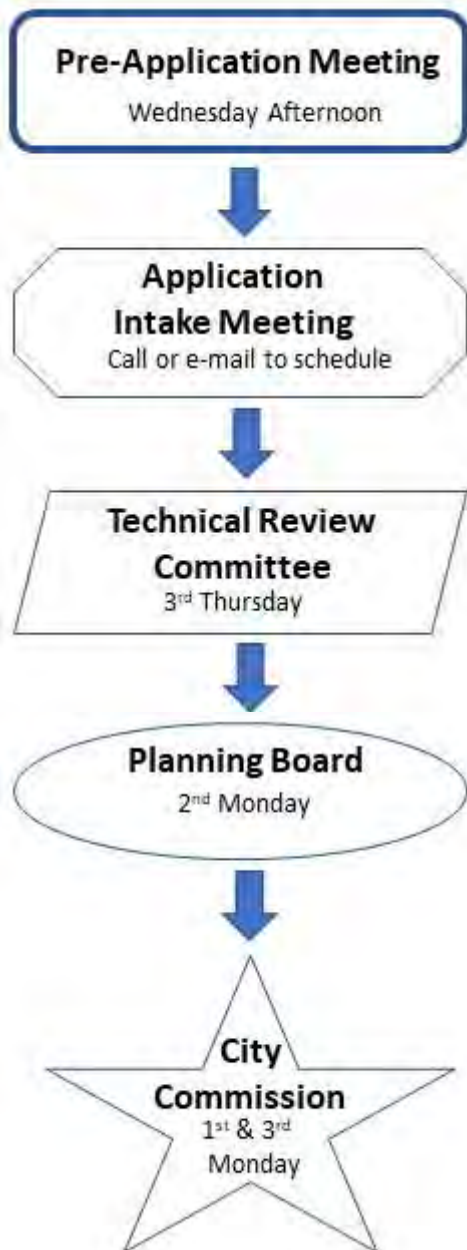 Pre-Application Meeting
Wednesday Afternoon
Application
Intake Meeting
Call or e-mail to schedule
Technical Review
Committee
3rd Thursday
Planning Board
2nd Monday
City
Commission
1st & 3rd
Monday